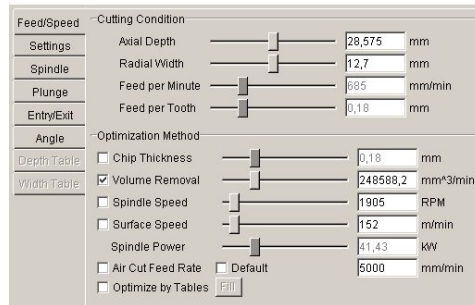 Feed/Speed
Settings
Spindle
Plunge
Entry/Exit
Angle
Depth Table
Width Table
Cutting Condition
Axial Depth 28,575 mm
Radial Width 12,7 mm
Feed per Minute 685 mm/min
Feed per Tooth 0,18 mm
Optimization Method
Chip Thickness 0,18 mm
Volume Removal 248588,2 mm^3/min
Spindle Speed 1905 RPM
Surface Speed 152 m/min
Spindle Power 41,43 kW
Air Cut Feed Rate Default 5000 mm/min
Optimize by Tables Fill